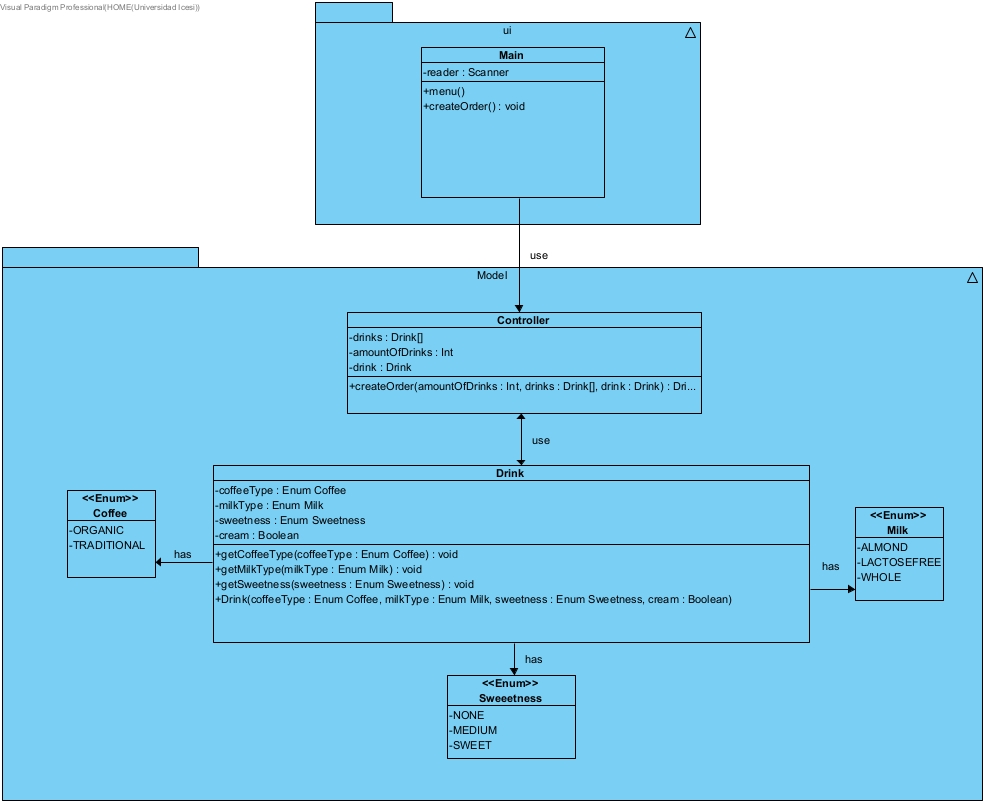 Visual Paradigm Professional(HOME(Universidad Icesi))
ui
Main
-reader : Scanner
+menu()
+createOrder() : void
use
Model
Controller
-drinks : Drink[]
-amountOfDrinks : Int
-drink : Drink
+createOrder(amountOfDrinks : Int, drinks : Drink[], drink : Drink) : Dri...
use
Drink
-coffeeType : Enum Coffee
-milkType : Enum Milk
-sweetness : Enum Sweetness
-cream : Boolean
+getCoffeeType(coffeeType : Enum Coffee) : void
+getMilkType(milkType : Enum Milk) : void
+getSweetness(sweetness : Enum Sweetness) : void
+Drink(coffeeType : Enum Coffee, milkType : Enum Milk, sweetness : Enum Sweetness, cream : Boolean)
<<Enum>>
Coffee
-ORGANIC
-TRADITIONAL
has
<<Enum>>
Milk
-ALMOND
-LACTOSEFREE
-WHOLE
has
has
<<Enum>>
Sweeetness
-NONE
-MEDIUM
-SWEET